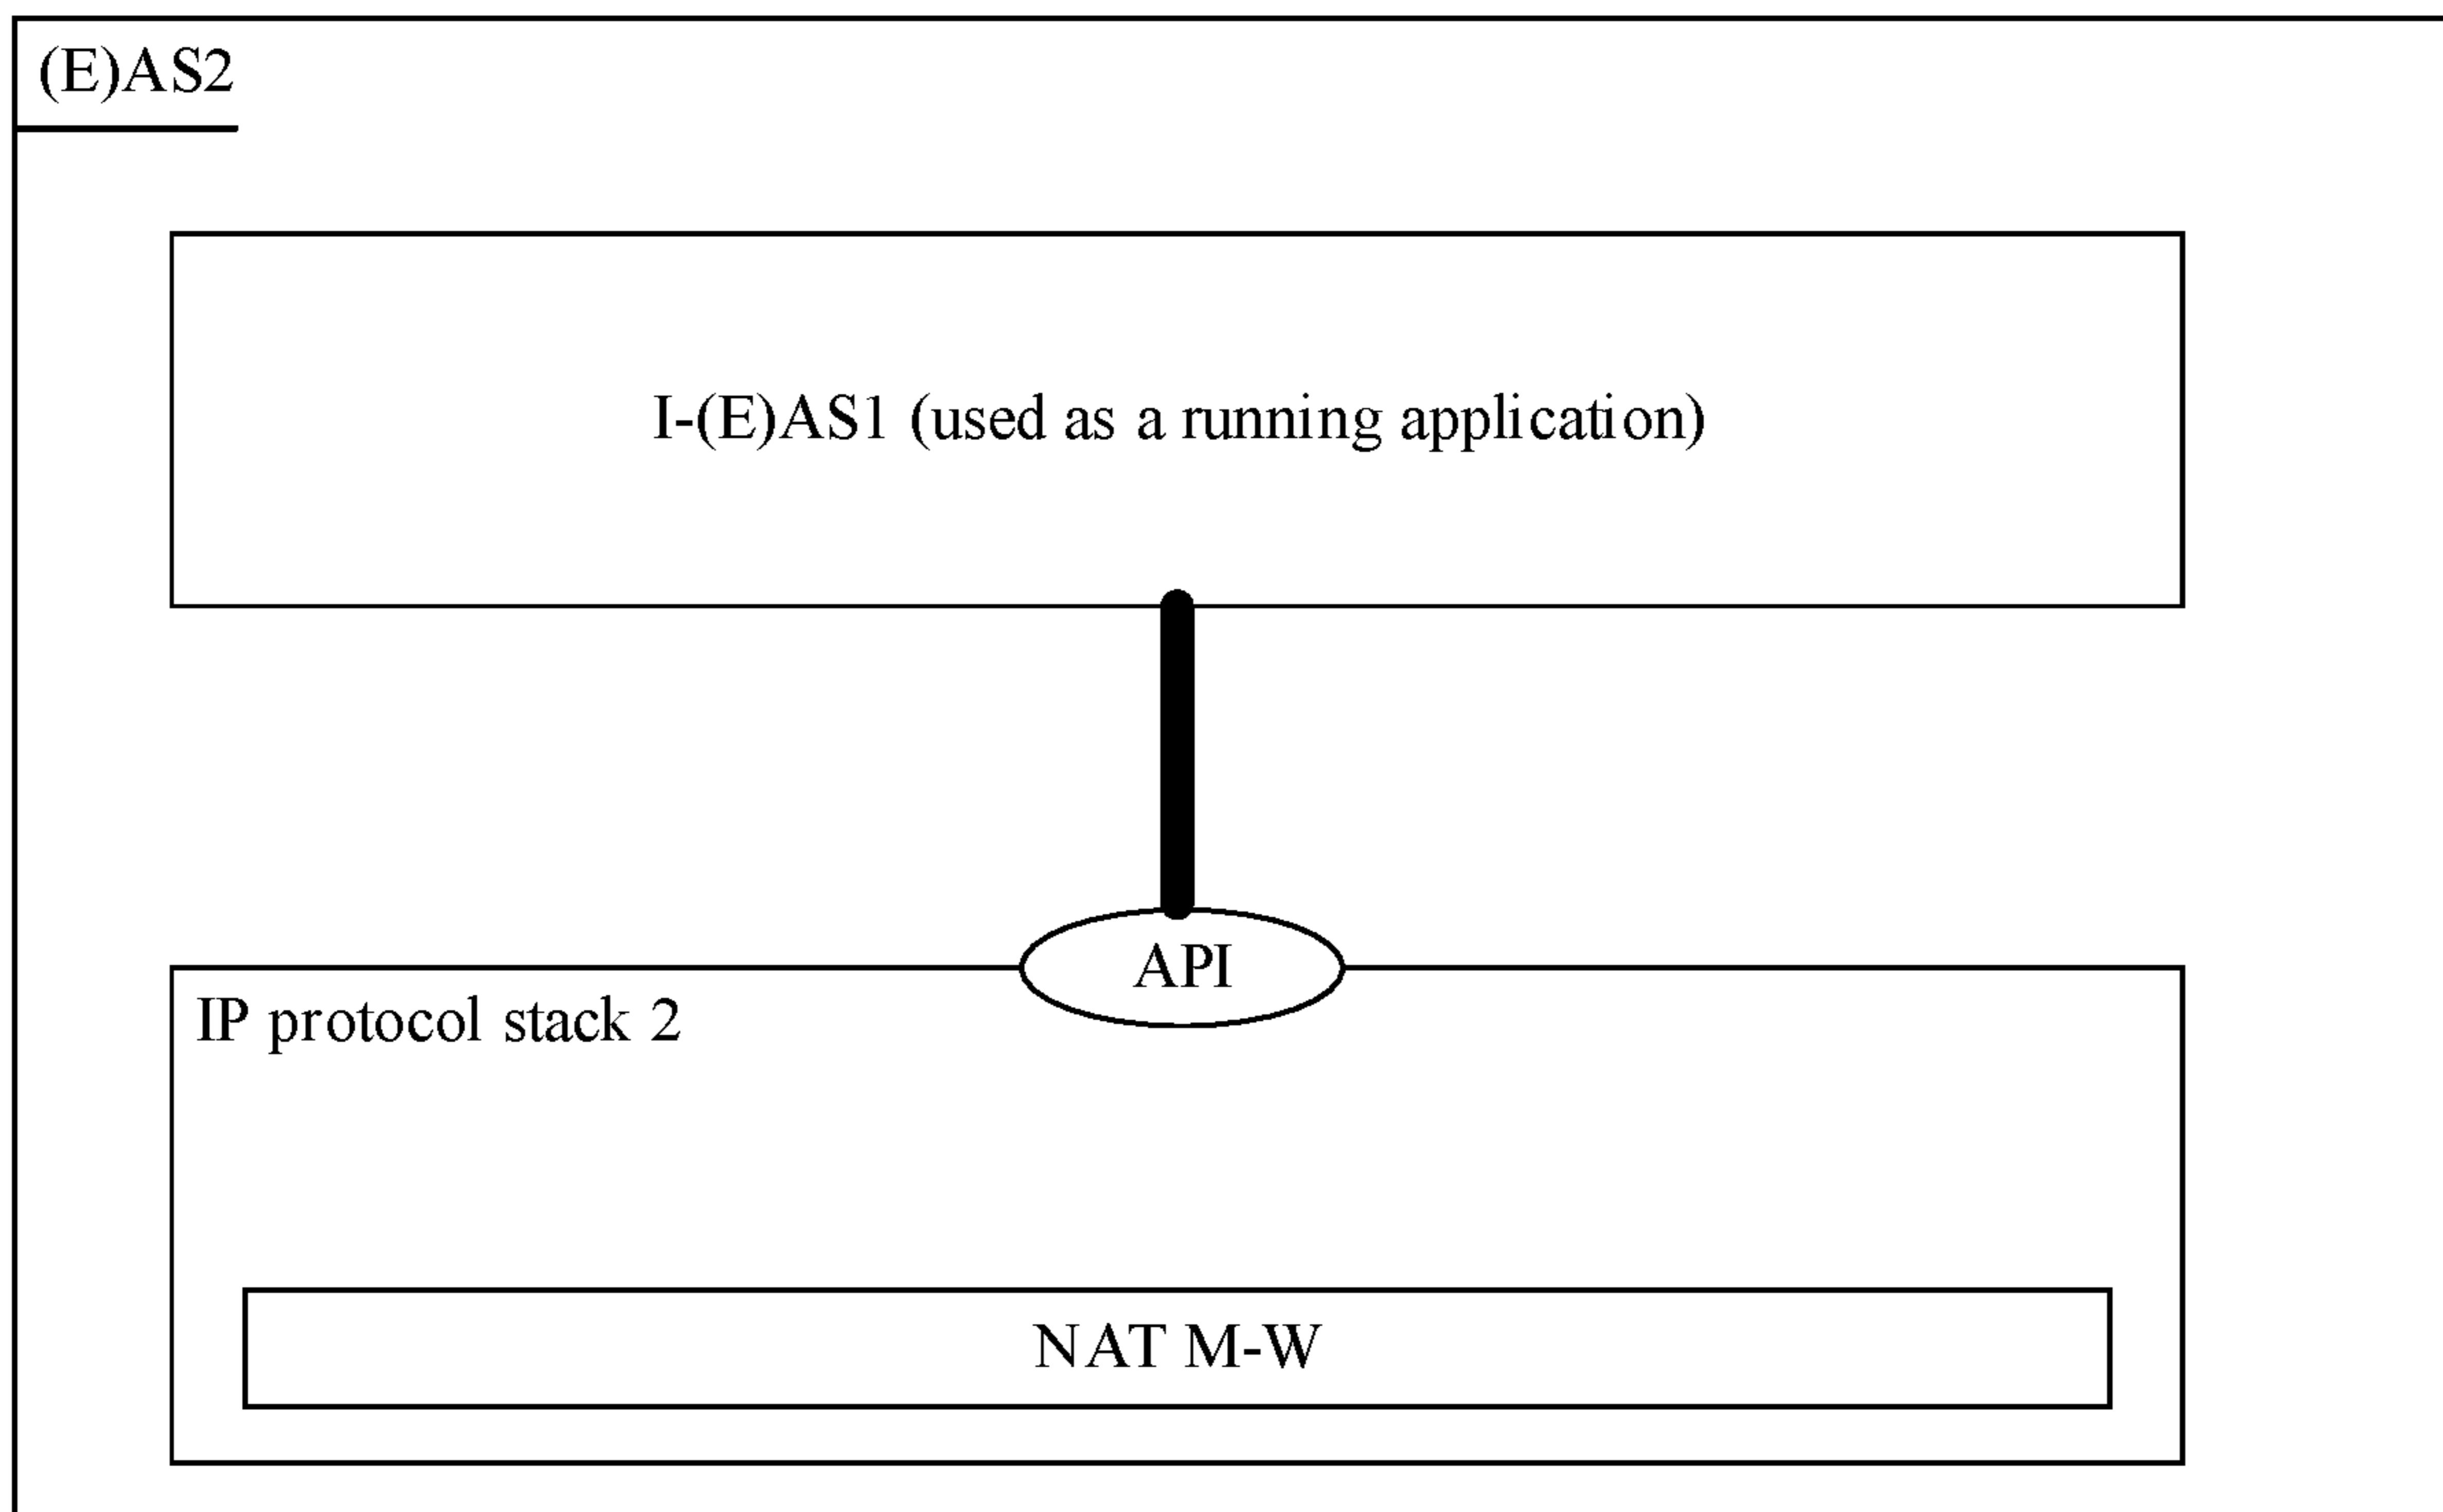 (E)AS2
I-(E)AS1 (used as a running application)
API
IP protocol stack 2
NAT M-W